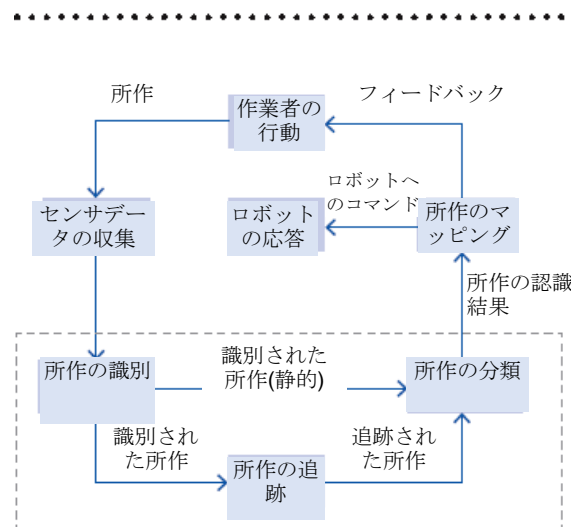 所作
作業者の
行動
フィードバック
ロボットへ
のコマンド
センサデー
タの収集
ロボット
の応答
所作のマ
ッピング
所作の認識
結果
所作の識別
識別された
所作(静的)
所作の分類
識別され
た所作
所作の追
跡
追跡され
た所作